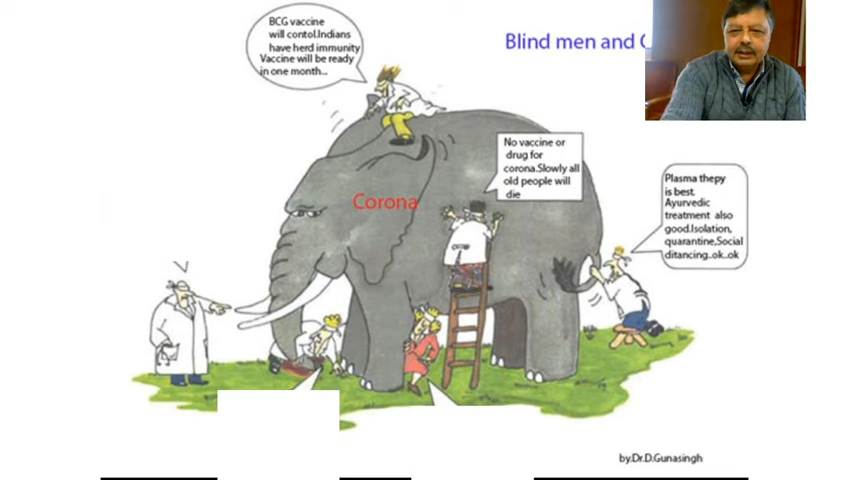 Blind men and
BCG vaccine
will contol.Indians
have herd immunity
Vaccine will be ready
in one month...
No vaccine or
drug for
corona.Slowly all
old people will
die
Plasma thepy
is best.
Ayurvedic
treatment also
good.Isolation,
quarantine,Social
ditancing..ok..ok
Corona
by.Dr.D.Gunasingh